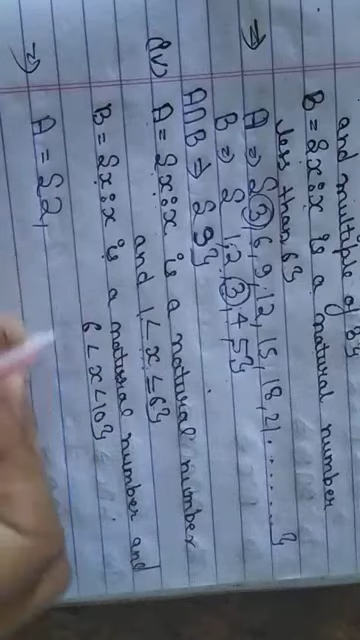 and multiple of 3}
B = {x : x is a natural number
less than 6}
⇒ A ⇒ {3, 6, 9, 12, 15, 18, 21 ........}
B ⇒ {1, 2, 3, 4, 5}
A∩B ⇒ {3}
(iv) A = {x : x is a natural number
and 1 < x ≤ 6}
B = {x : x is a natural number and
6 < x < 10}
⇒ A = {2,